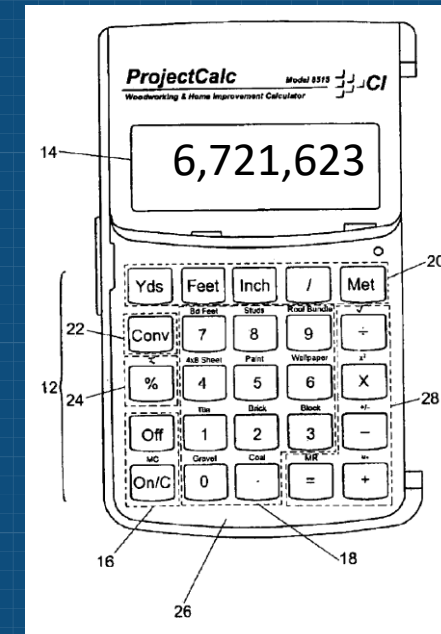 ProjectCalc Model 8515 CI
Woodworking & Home Improvement Calculator
14
6,721,623
20
Yds Feet Inch / Met
Bd Feet Studs Roof Bundle
22
Conv 7 8 9 ÷
4x8 Sheet Paint Wallpaper x²
12
24
% 4 5 6 X
28
Tile Brick Block +/-
Off 1 2 3 −
MC Gravel Coal MR
On/C 0 · = +
16
18
26